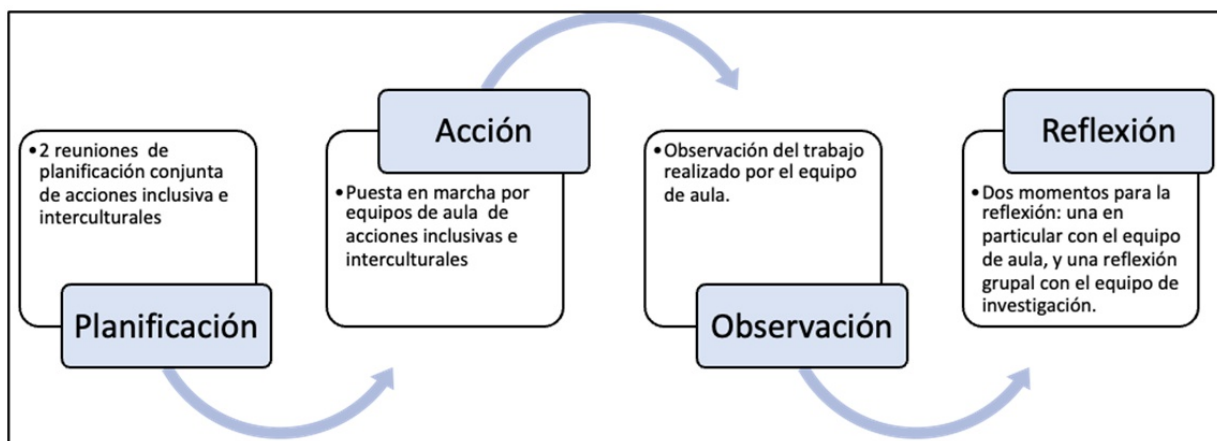 •2 reuniones de
planificación conjunta
de acciones inclusiva e
interculturales
Planificación
Acción
•Puesta en marcha por
equipos de aula de
acciones inclusivas e
interculturales
•Observación del trabajo
realizado por el equipo
de aula.
Observación
Reflexión
•Dos momentos para la
reflexión: una en
particular con el equipo
de aula, y una reflexión
grupal con el equipo de
investigación.